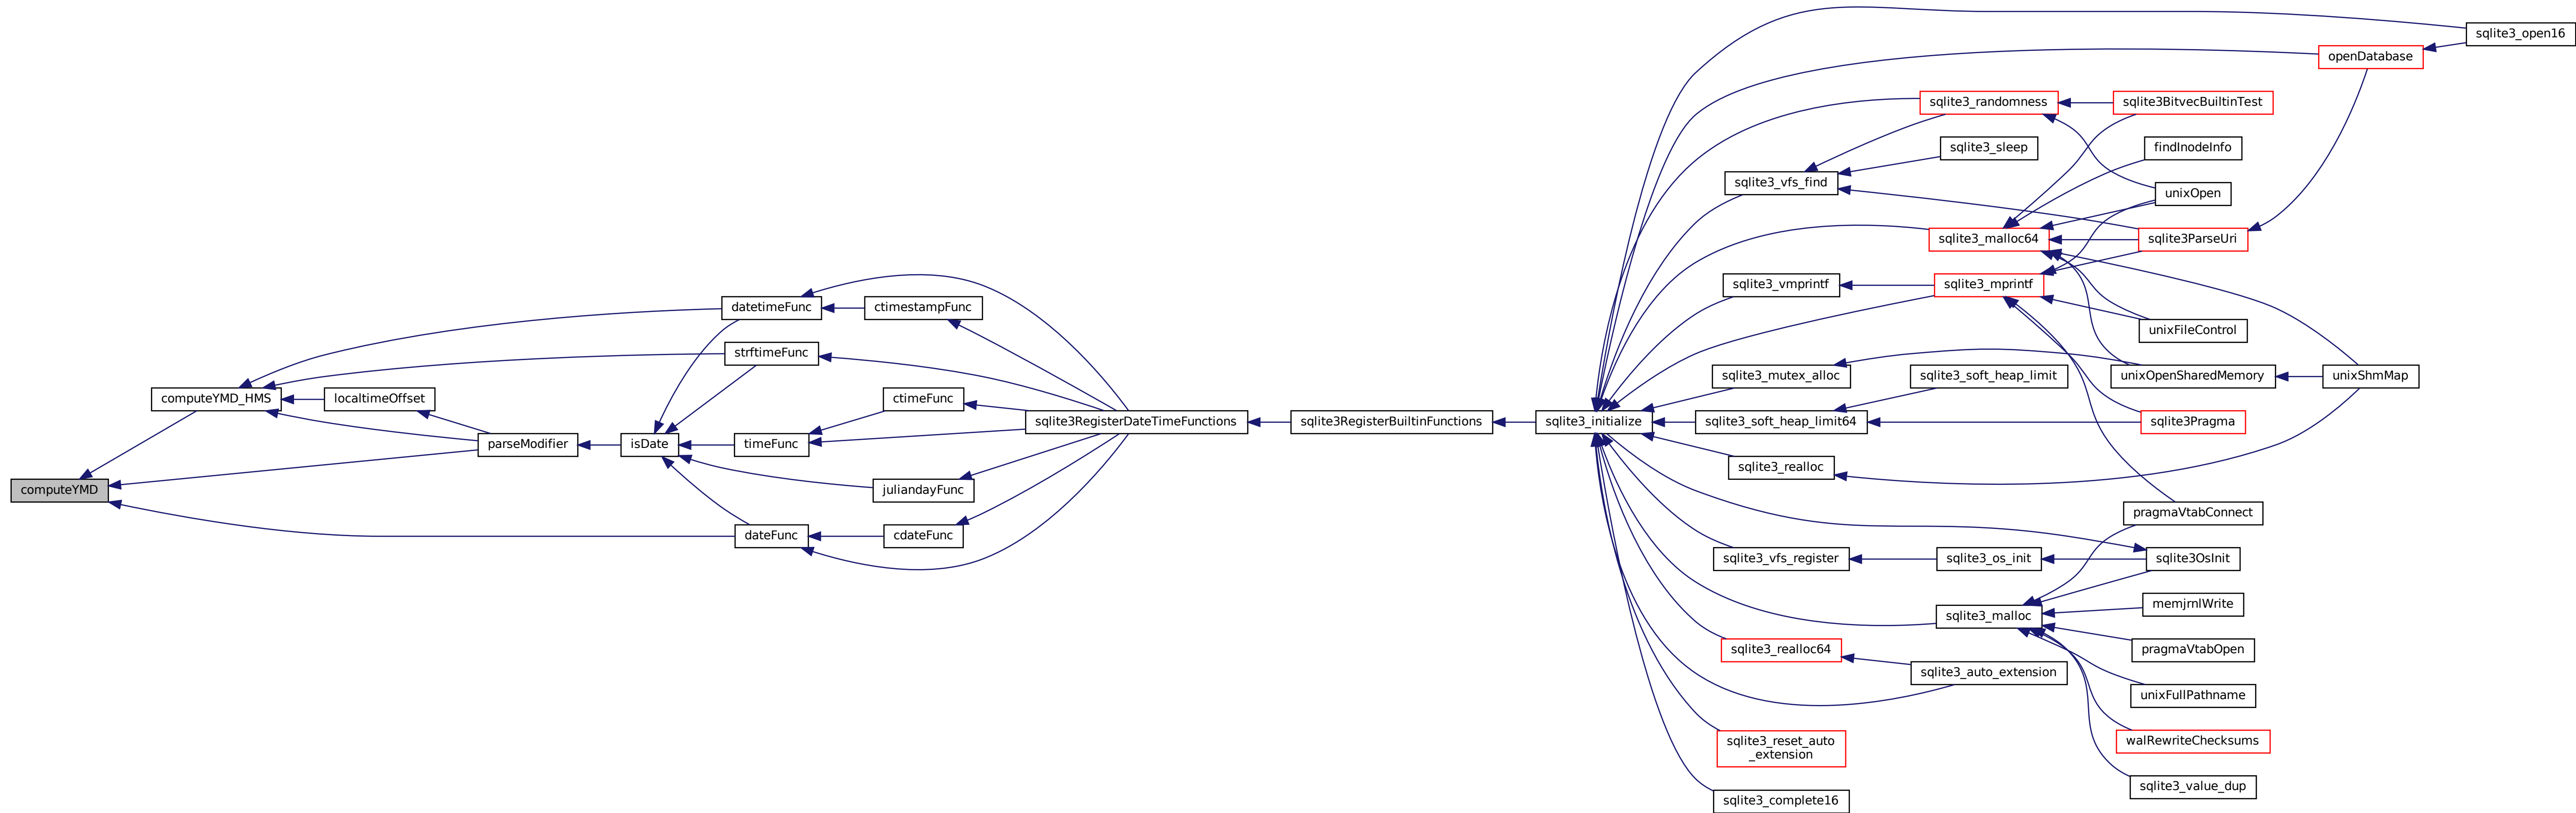 computeYMD
computeYMD_HMS
localtimeOffset
parseModifier
isDate
datetimeFunc
strftimeFunc
timeFunc
dateFunc
ctimestampFunc
ctimeFunc
juliandayFunc
cdateFunc
sqlite3RegisterDateTimeFunctions
sqlite3RegisterBuiltinFunctions
sqlite3_initialize
sqlite3_vfs_find
sqlite3_vmprintf
sqlite3_mutex_alloc
sqlite3_soft_heap_limit64
sqlite3_realloc
sqlite3_vfs_register
sqlite3_realloc64
sqlite3_reset_auto
_extension
sqlite3_complete16
sqlite3_randomness
sqlite3_sleep
sqlite3_malloc64
sqlite3_mprintf
sqlite3_soft_heap_limit
sqlite3_os_init
sqlite3_malloc
sqlite3_auto_extension
sqlite3BitvecBuiltinTest
findInodeInfo
unixOpen
sqlite3ParseUri
unixFileControl
unixOpenSharedMemory
sqlite3Pragma
pragmaVtabConnect
sqlite3OsInit
memjrnlWrite
pragmaVtabOpen
unixFullPathname
walRewriteChecksums
sqlite3_value_dup
openDatabase
unixShmMap
sqlite3_open16